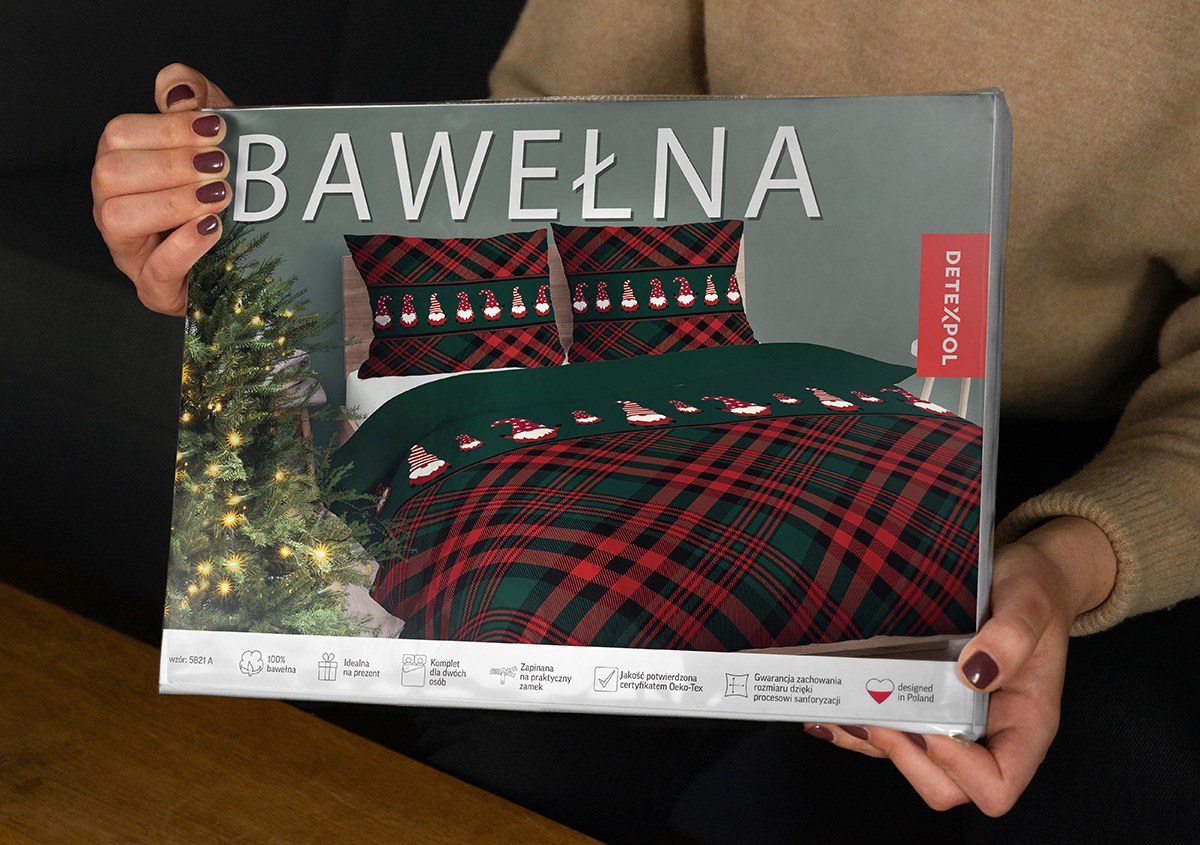 BAWEŁNA
DETEXPOL
wzór: 5821 A
100%
bawełna
Idealna
na prezent
Komplet
dla dwóch
osób
Zapinana
na praktyczny
zamek
Jakość potwierdzona
certyfikatem Oeko-Tex
Gwarancja zachowania
rozmiaru dzięki
procesowi sanforyzacji
designed
in Poland